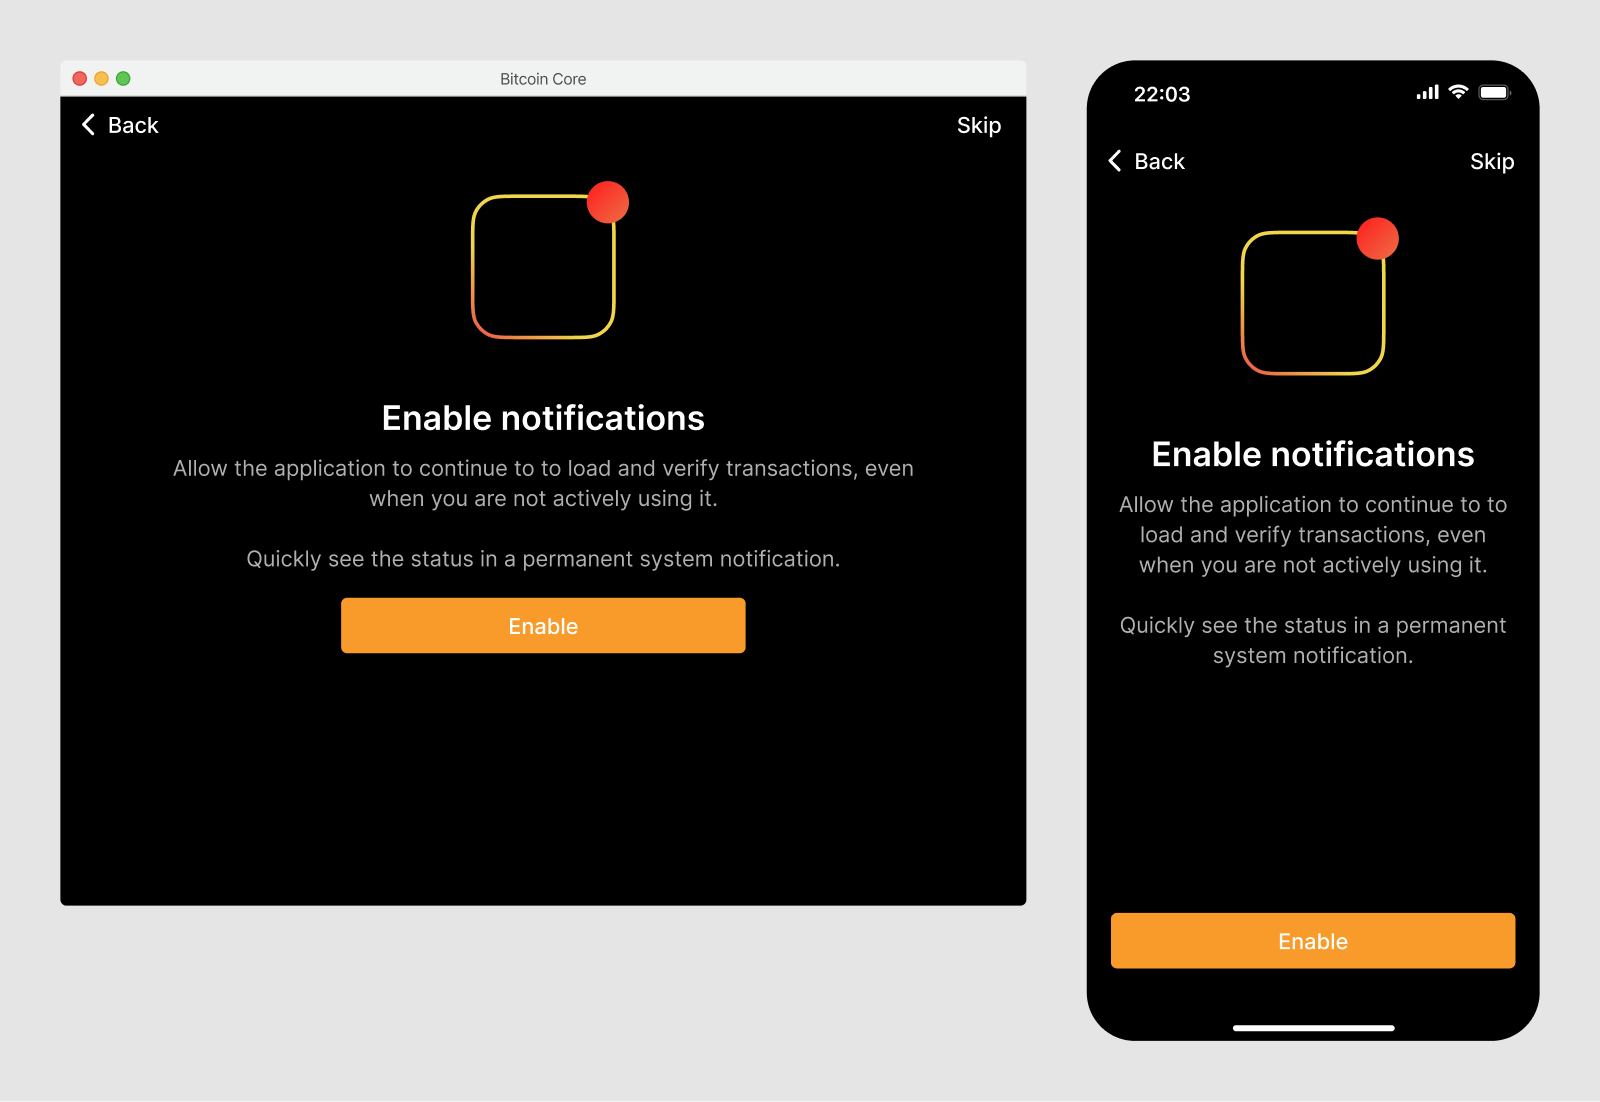 Bitcoin Core
Back
Skip
Enable notifications
Allow the application to continue to to load and verify transactions, even
when you are not actively using it.
Quickly see the status in a permanent system notification.
Enable
22:03
Back
Skip
Enable notifications
Allow the application to continue to to
load and verify transactions, even
when you are not actively using it.
Quickly see the status in a permanent
system notification.
Enable